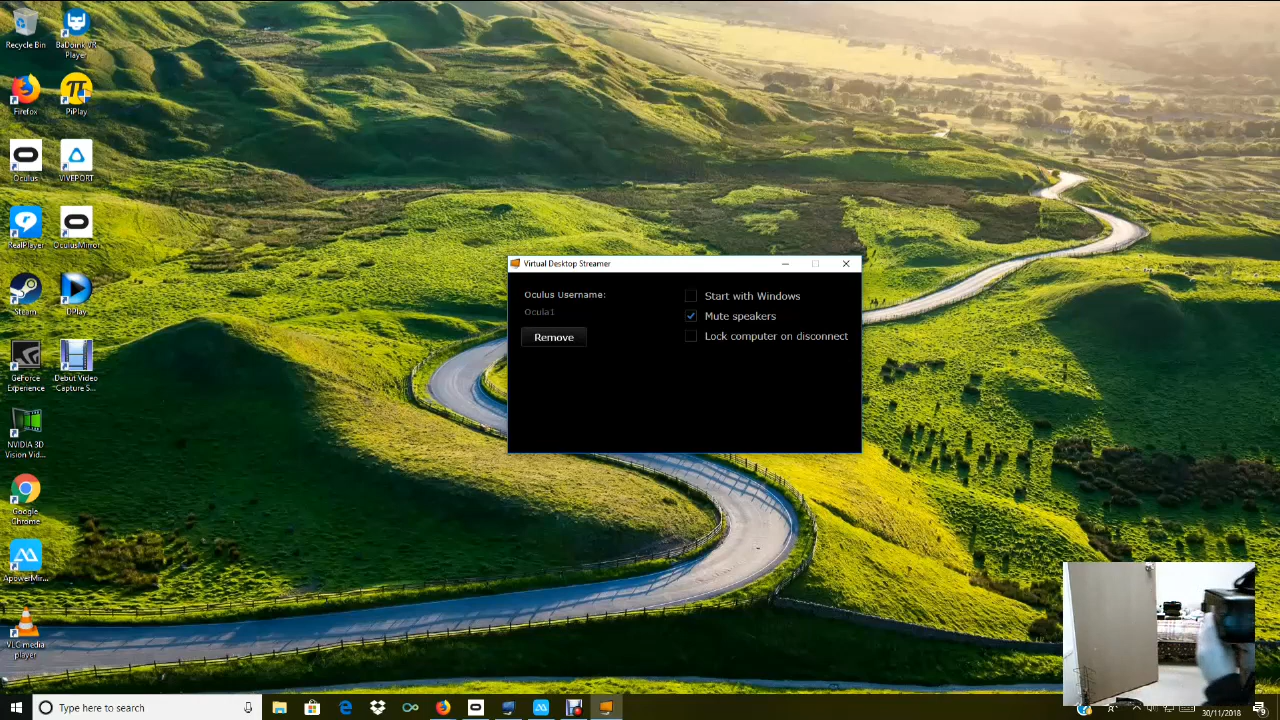 Recycle Bin
BaDoink VR
Player
Firefox
PiPlay
Oculus
VIVEPORT
RealPlayer
OculusMirror
Steam
DPlay
GeForce
Experience
Debut Video
Capture S...
NVIDIA 3D
Vision Vid...
Google
Chrome
ApowerMir...
VLC media
player
Virtual Desktop Streamer
Oculus Username:
Ocula1
Remove
Start with Windows
Mute speakers
Lock computer on disconnect
Type here to search
30/11/2018